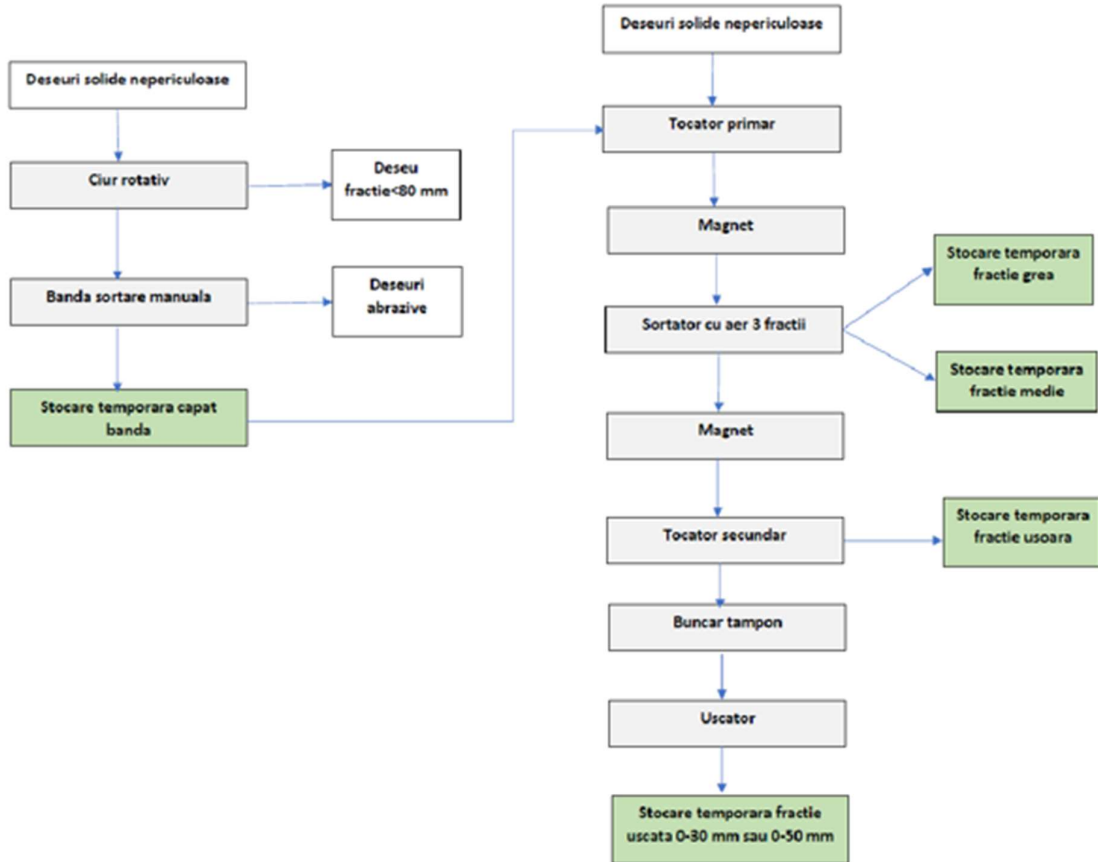 Deseuri solide nepericuloase
Ciur rotativ
Deseu
fractie<80 mm
Banda sortare manuala
Deseuri
abrazive
Stocare temporara capat
banda
Deseuri solide nepericuloase
Tocator primar
Magnet
Sortator cu aer 3 fractii
Stocare temporara
fractie grea
Stocare temporara
fractie medie
Magnet
Tocator secundar
Stocare temporara
fractie usoara
Buncar tampon
Uscator
Stocare temporara fractie
uscata 0-30 mm sau 0-50 mm